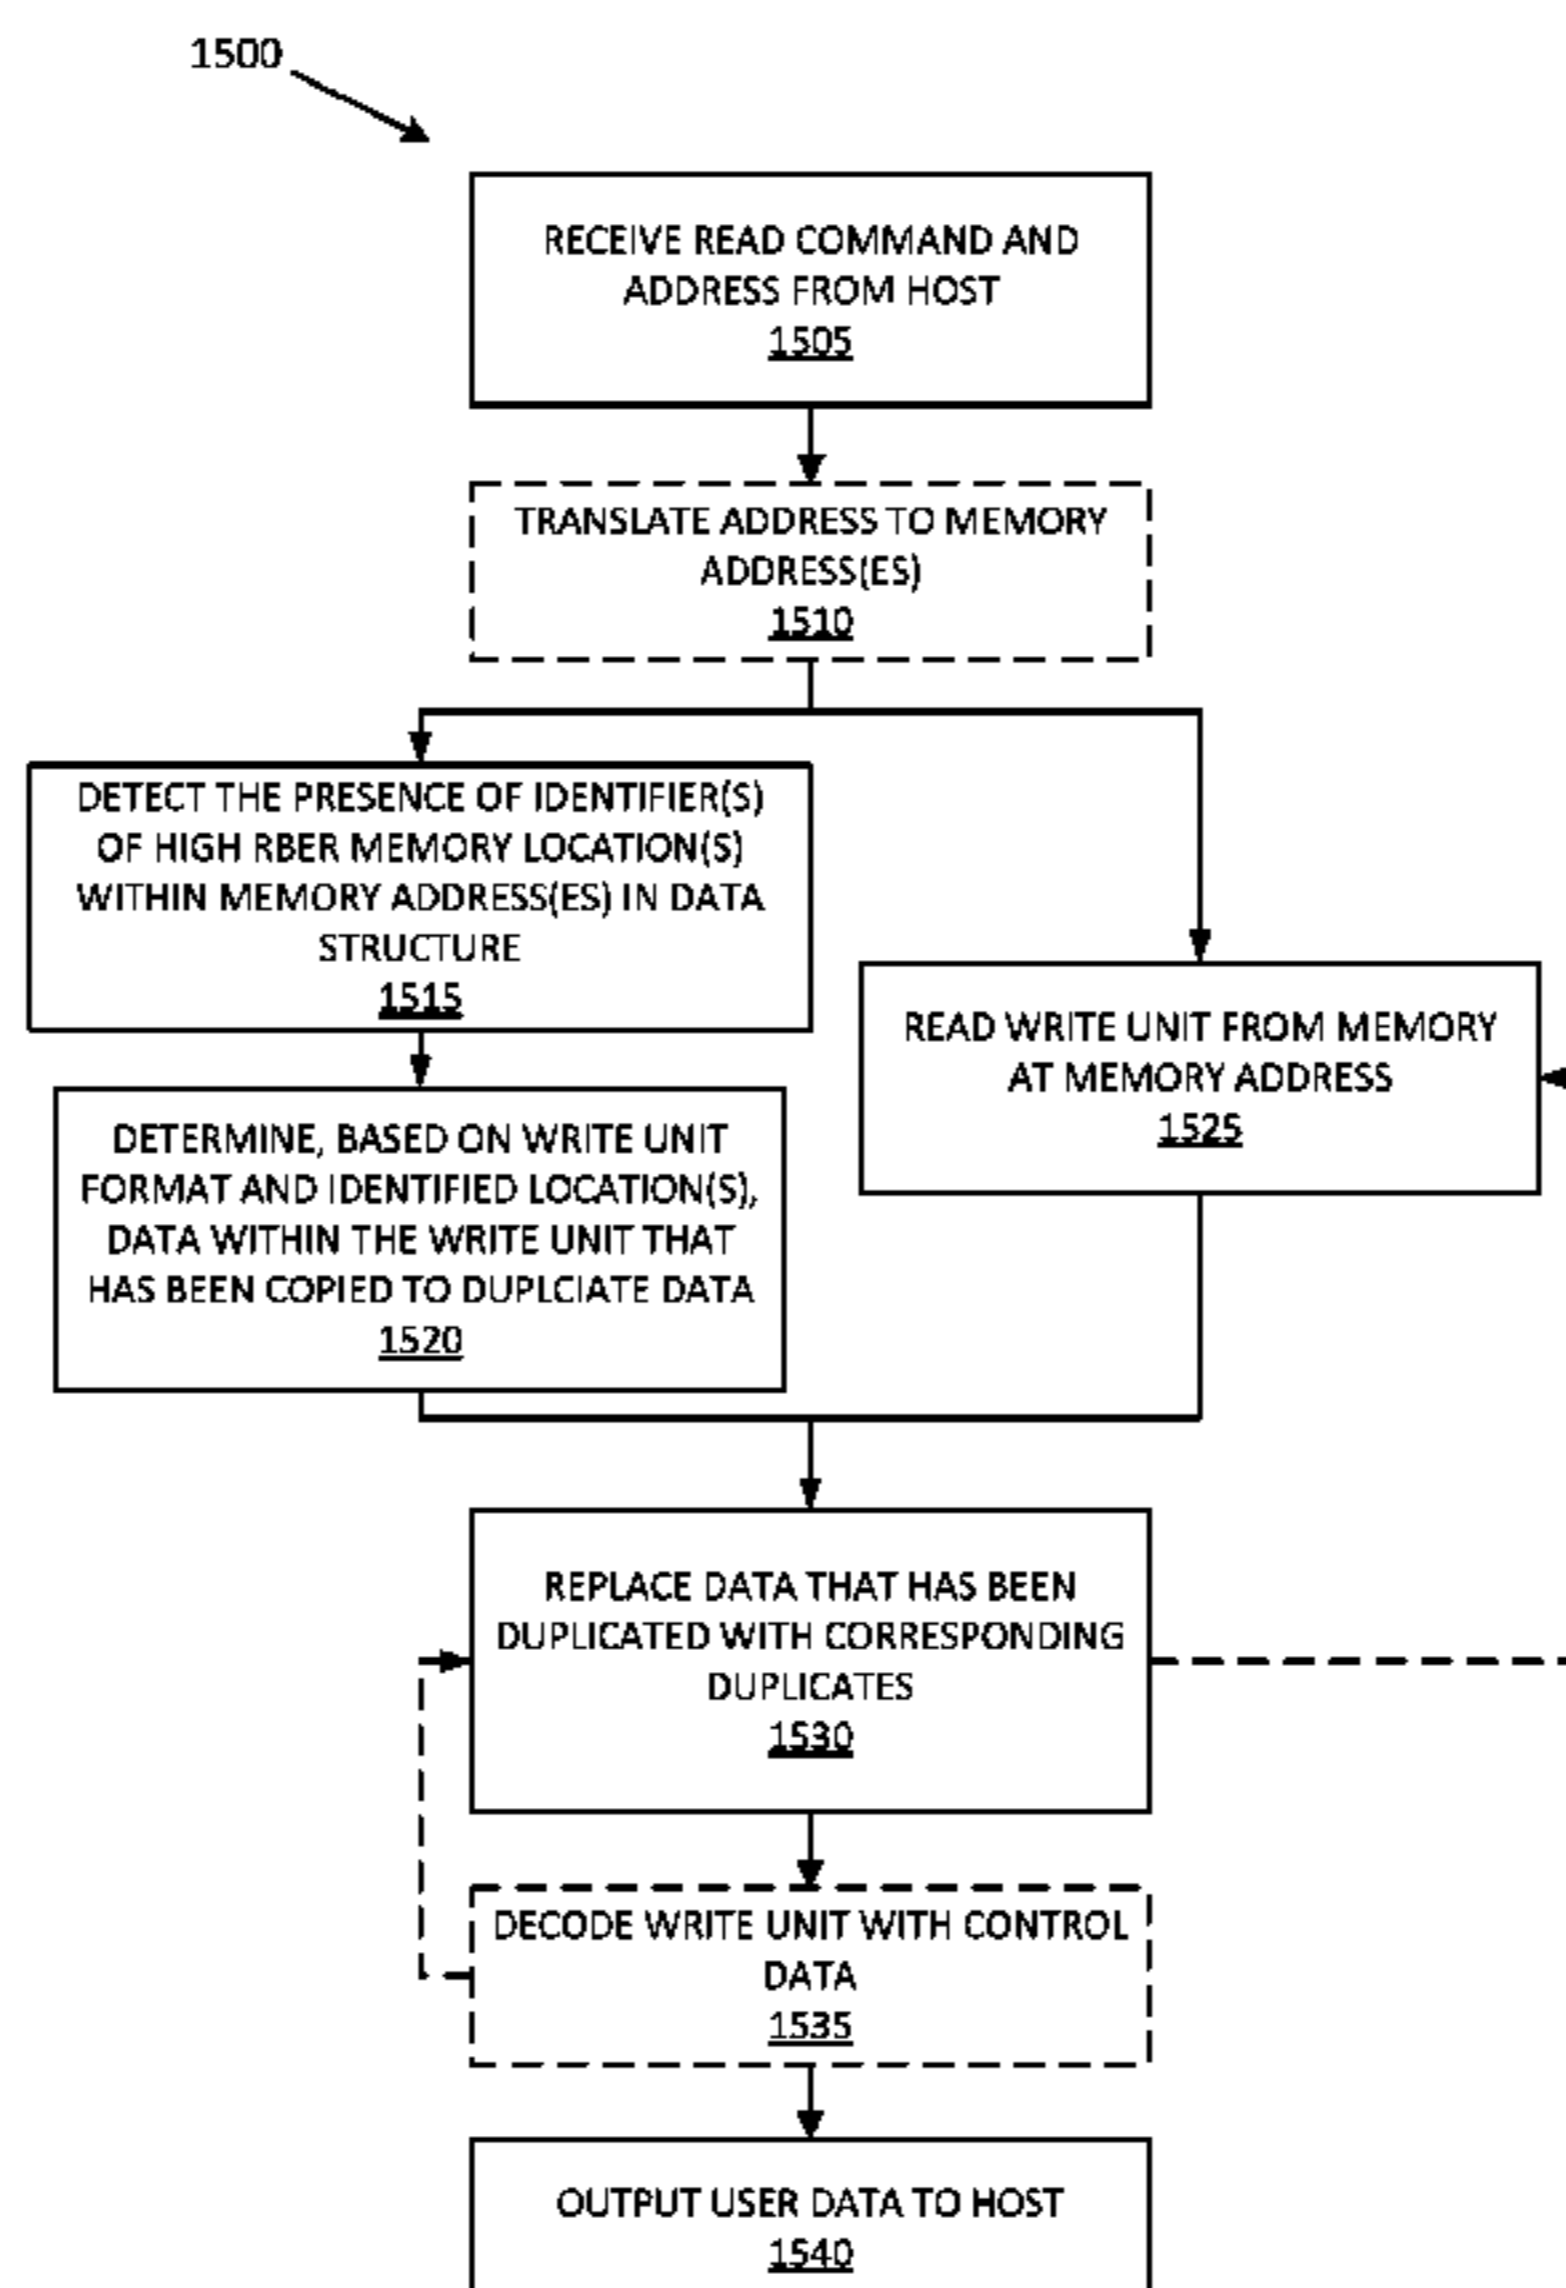 1500
RECEIVE READ COMMAND AND
ADDRESS FROM HOST
1505
TRANSLATE ADDRESS TO MEMORY
ADDRESS(ES)
1510
DETECT THE PRESENCE OF IDENTIFIER(S)
OF HIGH RBER MEMORY LOCATION(S)
WITHIN MEMORY ADDRESS(ES) IN DATA
STRUCTURE
1515
READ WRITE UNIT FROM MEMORY
AT MEMORY ADDRESS
1525
DETERMINE, BASED ON WRITE UNIT
FORMAT AND IDENTIFIED LOCATION(S),
DATA WITHIN THE WRITE UNIT THAT
HAS BEEN COPIED TO DUPLCIATE DATA
1520
REPLACE DATA THAT HAS BEEN
DUPLICATED WITH CORRESPONDING
DUPLICATES
1530
DECODE WRITE UNIT WITH CONTROL
DATA
1535
OUTPUT USER DATA TO HOST
1540